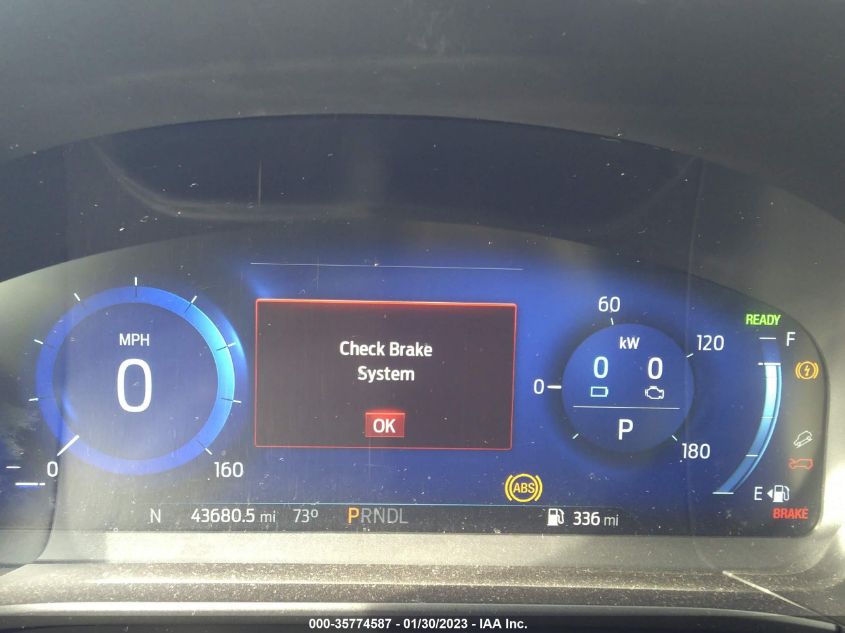 60
READY
MPH
kW
120
F
Check Brake
0
0
0
0
System
P
OK
180
0
160
ABS
E
N
43680.5 mi
73º
PRNDL
336 mi
BRAKE
000-35774587 - 01/30/2023 - IAA Inc.